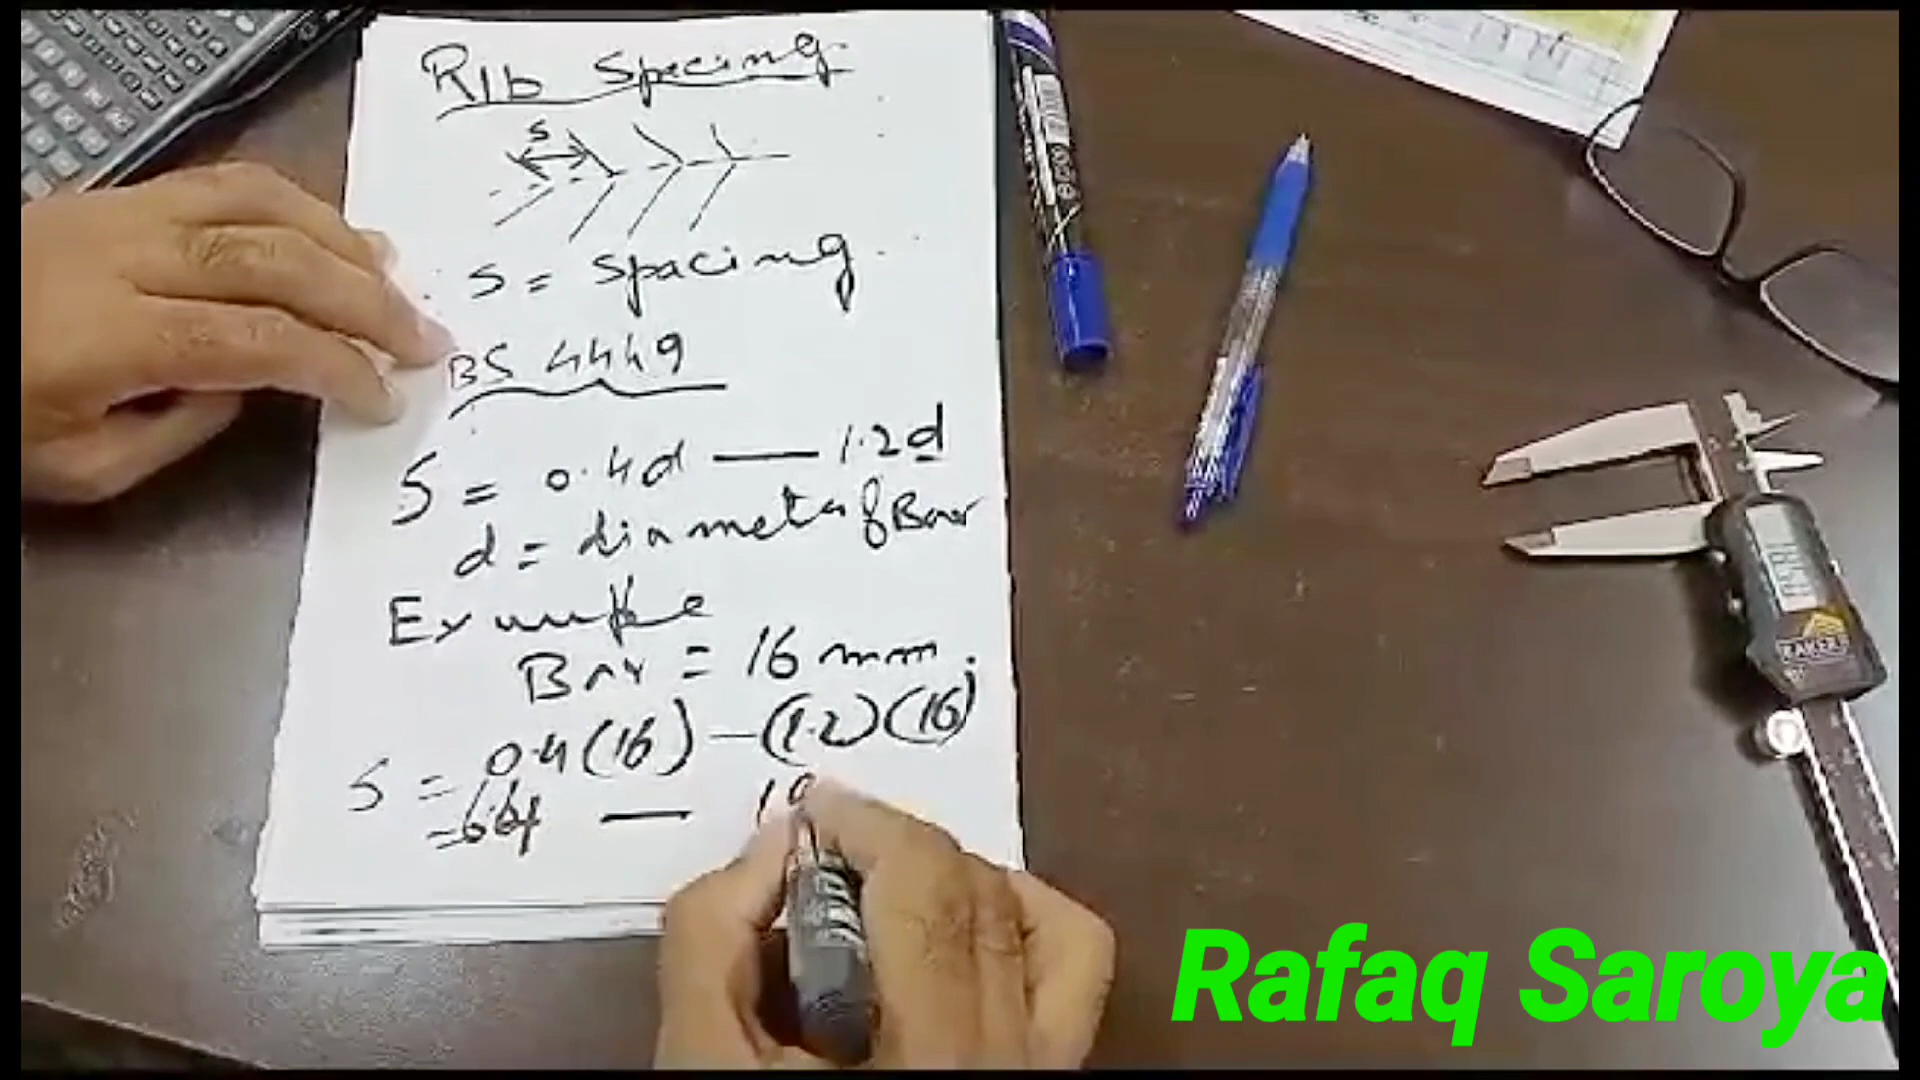 Rib Spacing
S
S = Spacing
BS 4449
S = 0.4d — 1.2d
d = diameter of Bar
Example
Bar = 16 mm
S = 0.4(16) — (1.2)(16)
= 6.4 — 19
Rafaq Saroya